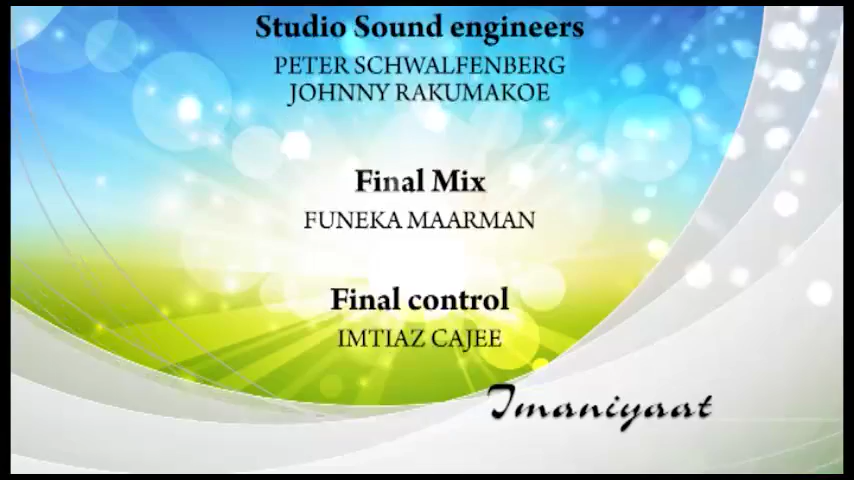 Studio Sound engineers
PETER SCHWALFENBERG
JOHNNY RAKUMAKOE
Final Mix
FUNEKA MAARMAN
Final control
IMTIAZ CAJEE
Imaniyaat